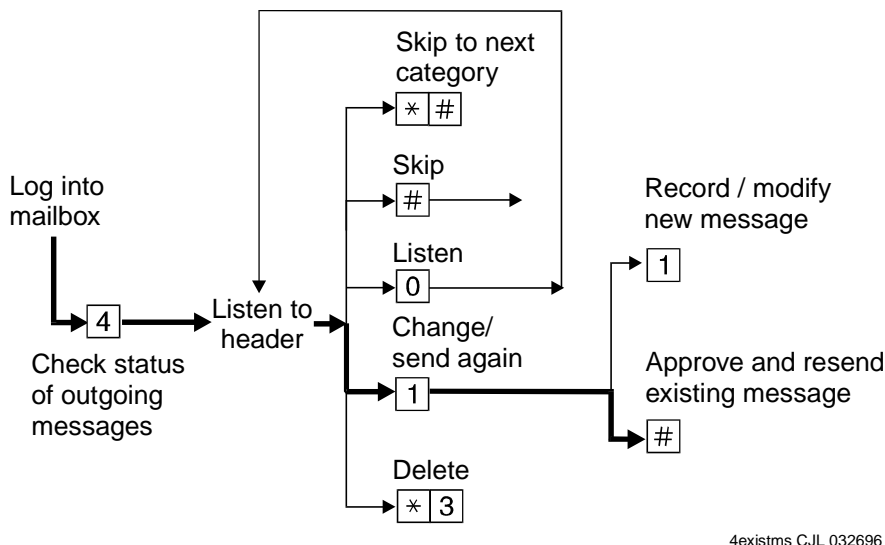 Log into
mailbox
4
Check status
of outgoing
messages
Listen to
header
Skip to next
category
* #
Skip
#
Listen
0
Change/
send again
1
Delete
* 3
Record / modify
new message
1
Approve and resend
existing message
#
4existms CJL 032696